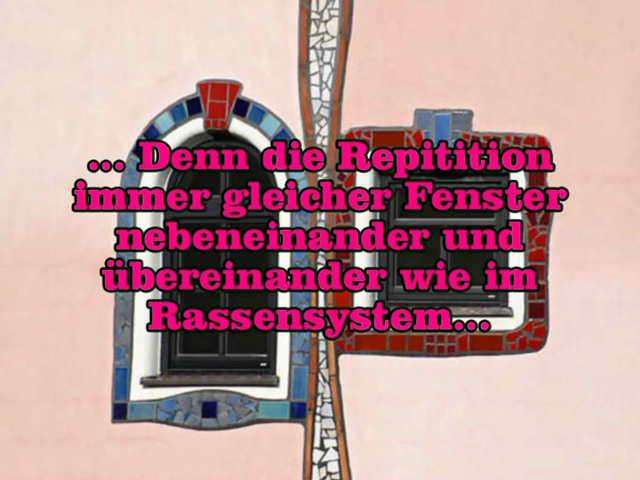 ... Denn die Repitition
immer gleicher Fenster
nebeneinander und
übereinander wie im
Rassensystem...